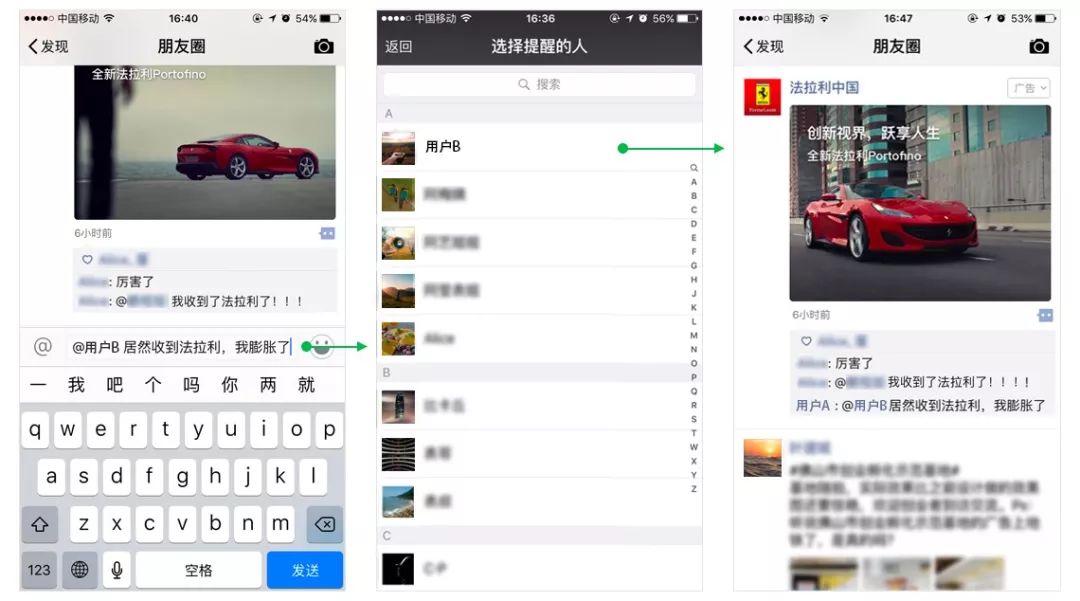 中国移动 16:40 54%
发现 朋友圈
全新法拉利Portofino
6小时前
: 厉害了
: @ 我收到了法拉利了！！！
@ @用户B 居然收到法拉利，我膨胀了
一 我 吧 个 吗 你 两 就
q w e r t y u i o p
a s d f g h j k l
z x c v b n m
123 空格 发送
中国移动 16:36 56%
返回 选择提醒的人
搜索
A
用户B
B
C
A
B
C
D
E
F
G
H
J
K
L
M
N
O
P
Q
R
S
T
W
X
Y
Z
中国移动 16:47 53%
发现 朋友圈
法拉利中国 广告
创新视界，跃享人生
全新法拉利Portofino
6小时前
: 厉害了
: @ 我收到了法拉利了！！！！
用户A : @用户B居然收到法拉利，我膨胀了